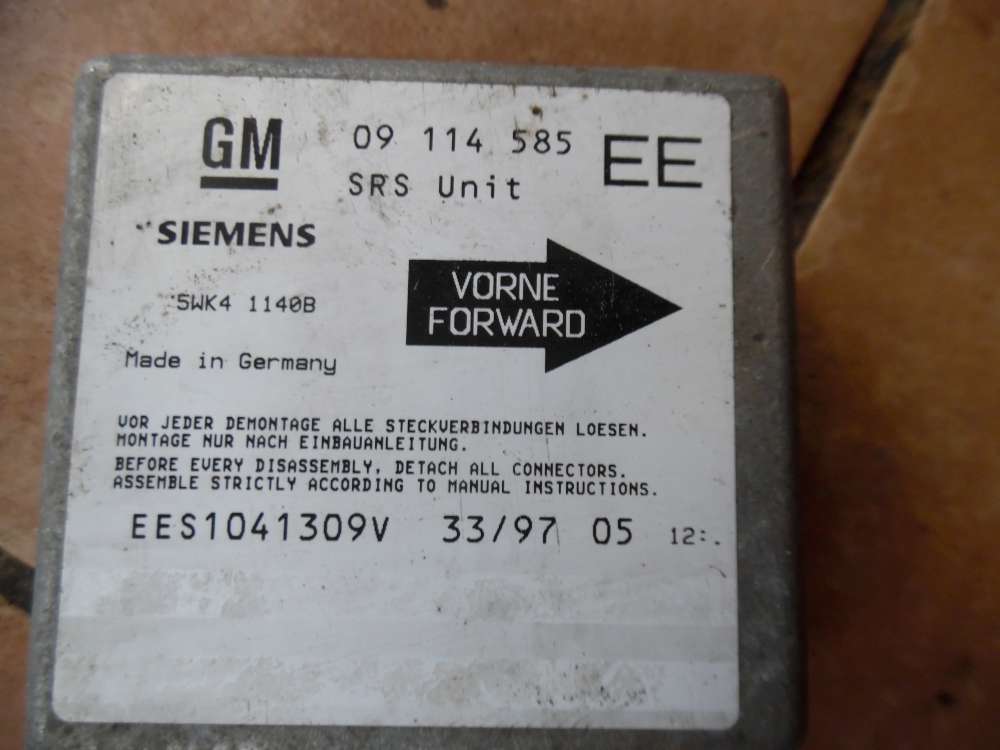 GM 09 114 585 EE
SRS Unit
SIEMENS
5WK4 1140B
VORNE
FORWARD
Made in Germany
VOR JEDER DEMONTAGE ALLE STECKVERBINDUNGEN LOESEN.
MONTAGE NUR NACH EINBAUANLEITUNG.
BEFORE EVERY DISASSEMBLY, DETACH ALL CONNECTORS.
ASSEMBLE STRICTLY ACCORDING TO MANUAL INSTRUCTIONS.
EES1041309V 33/97 05